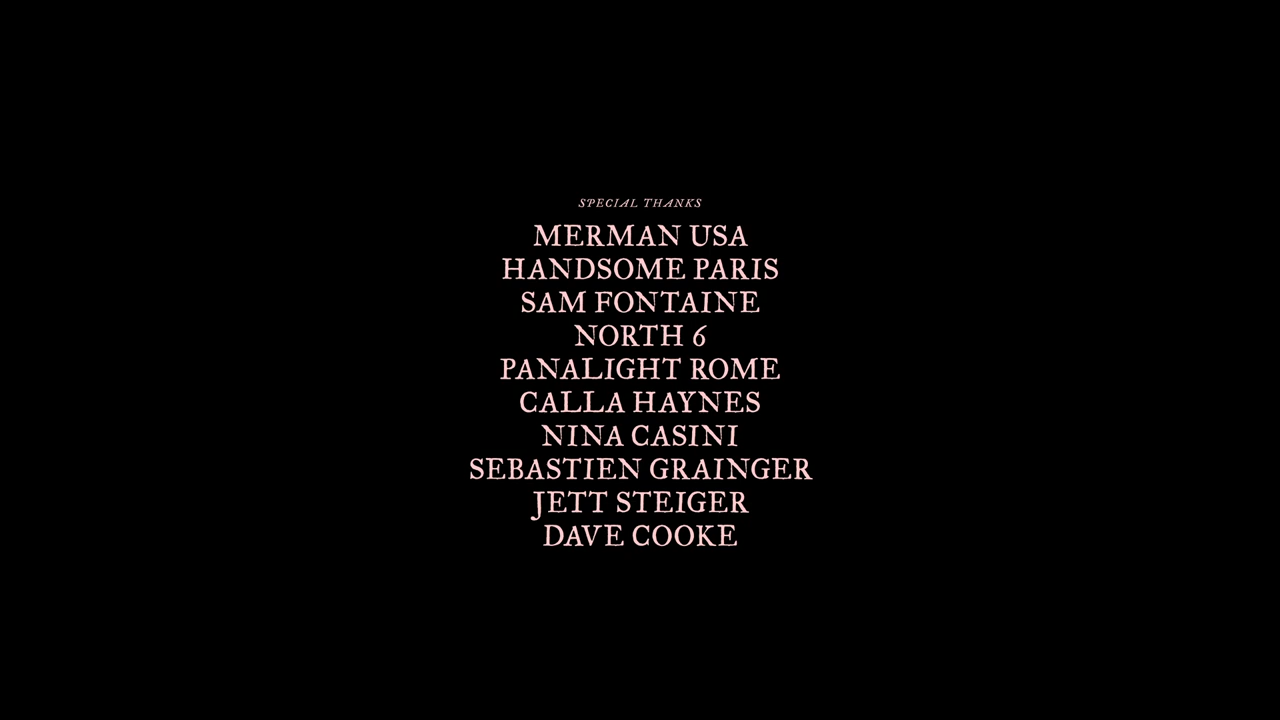 SPECIAL THANKS
MERMAN USA
HANDSOME PARIS
SAM FONTAINE
NORTH 6
PANALIGHT ROME
CALLA HAYNES
NINA CASINI
SEBASTIEN GRAINGER
JETT STEIGER
DAVE COOKE